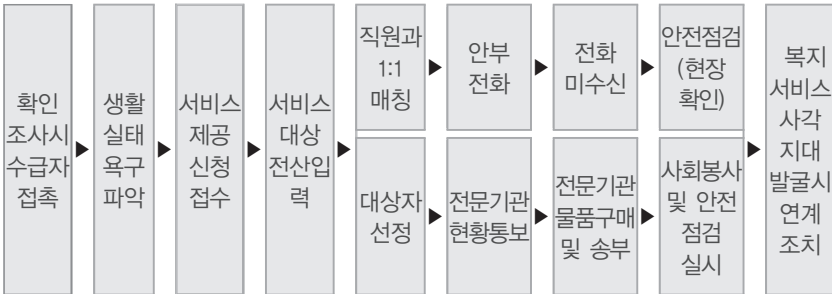 확인
조사시
수급자
접촉
생활
실태
욕구
파악
서비스
제공
신청
접수
서비스
대상
전산입
력
직원과
1:1
매칭
안부
전화
전화
미수신
안전점검
(현장
확인)
대상자
선정
전문기관
현황통보
전문기관
물품구매
및 송부
사회봉사
및 안전
점검
실시
복지
서비스
사각
지대
발굴시
연계
조치